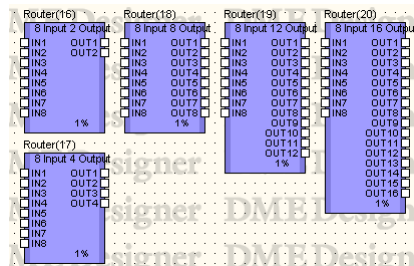 Router(16)
8 Input 2 Output
IN1 OUT1
IN2 OUT2
IN3
IN4
IN5
IN6
IN7
IN8
1%
Router(18)
8 Input 8 Output
IN1 OUT1
IN2 OUT2
IN3 OUT3
IN4 OUT4
IN5 OUT5
IN6 OUT6
IN7 OUT7
IN8 OUT8
1%
Router(19)
8 Input 12 Output
IN1 OUT1
IN2 OUT2
IN3 OUT3
IN4 OUT4
IN5 OUT5
IN6 OUT6
IN7 OUT7
IN8 OUT8
OUT9
OUT10
OUT11
OUT12
1%
Router(20)
8 Input 16 Output
IN1 OUT1
IN2 OUT2
IN3 OUT3
IN4 OUT4
IN5 OUT5
IN6 OUT6
IN7 OUT7
IN8 OUT8
OUT9
OUT10
OUT11
OUT12
OUT13
OUT14
OUT15
OUT16
1%
Router(17)
8 Input 4 Output
IN1 OUT1
IN2 OUT2
IN3 OUT3
IN4 OUT4
IN5
IN6
IN7
IN8
1%
signer DME Design